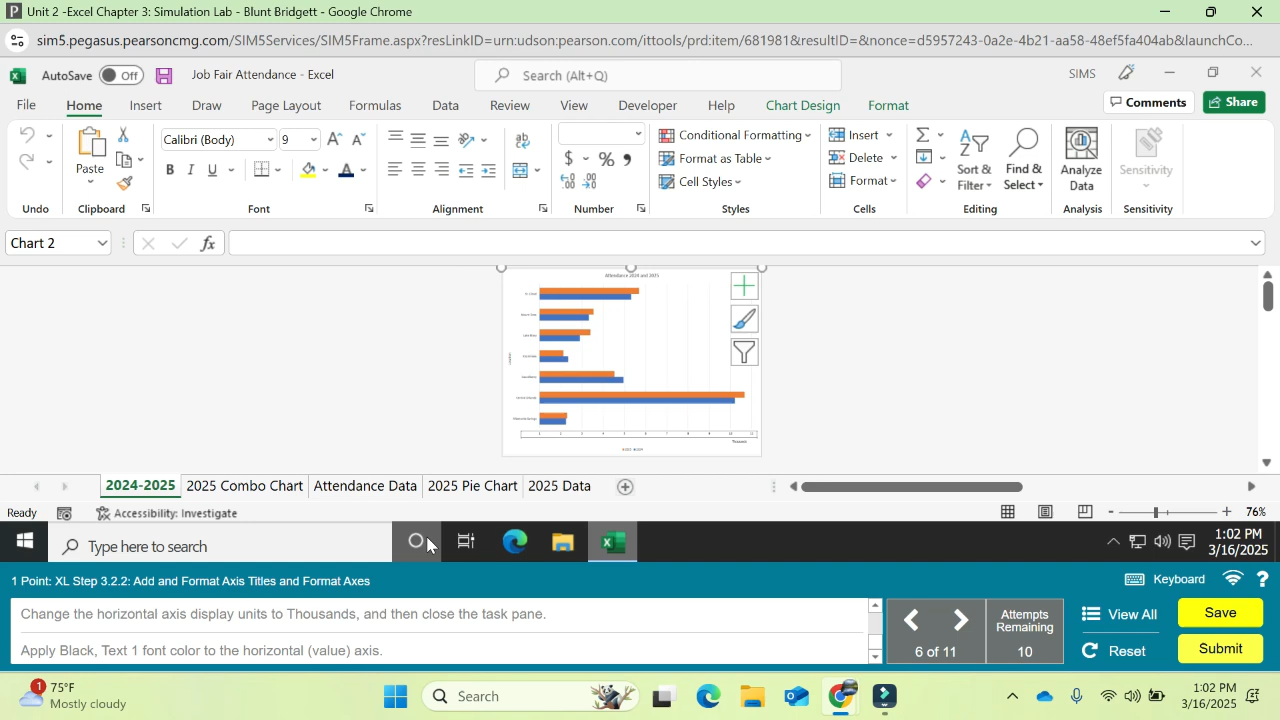 Unit 2 -Excel Chapter 3: Simulation Lab - Blunt Bridgett - Google Chrome
sim5.pegasus.pearsoncmg.com/SIM5Services/SIM5Frame.aspx?resLinkID=urn:udson:pearson.com/ittools/prd:item/681981&resultID=&nonce=d5957243-0a2e-4b21-aa58-48ef5fa404ab&launchCo...
AutoSave Off Job Fair Attendance - Excel Search (Alt+Q) SIMS
File Home Insert Draw Page Layout Formulas Data Review View Developer Help Chart Design Format Comments Share
Calibri (Body) 9 Conditional Formatting Insert
Paste Format as Table Delete Sort & Filter Find & Select Analyze Data Sensitivity
Cell Styles Format
Undo Clipboard Font Alignment Number Styles Cells Editing Analysis Sensitivity
Chart 2 fx
Attendance 2024 and 2025
Thousands
2024-2025 2025 Combo Chart Attendance Data 2025 Pie Chart 2025 Data
Ready Accessibility: Investigate 76%
Type here to search 1:02 PM
3/16/2025
1 Point: XL Step 3.2.2: Add and Format Axis Titles and Format Axes Keyboard ?
Change the horizontal axis display units to Thousands, and then close the task pane.
Apply Black, Text 1 font color to the horizontal (value) axis.
6 of 11
Attempts Remaining
10
View All
Reset
Save
Submit
1
75°F
Mostly cloudy
Search
1:02 PM
3/16/2025